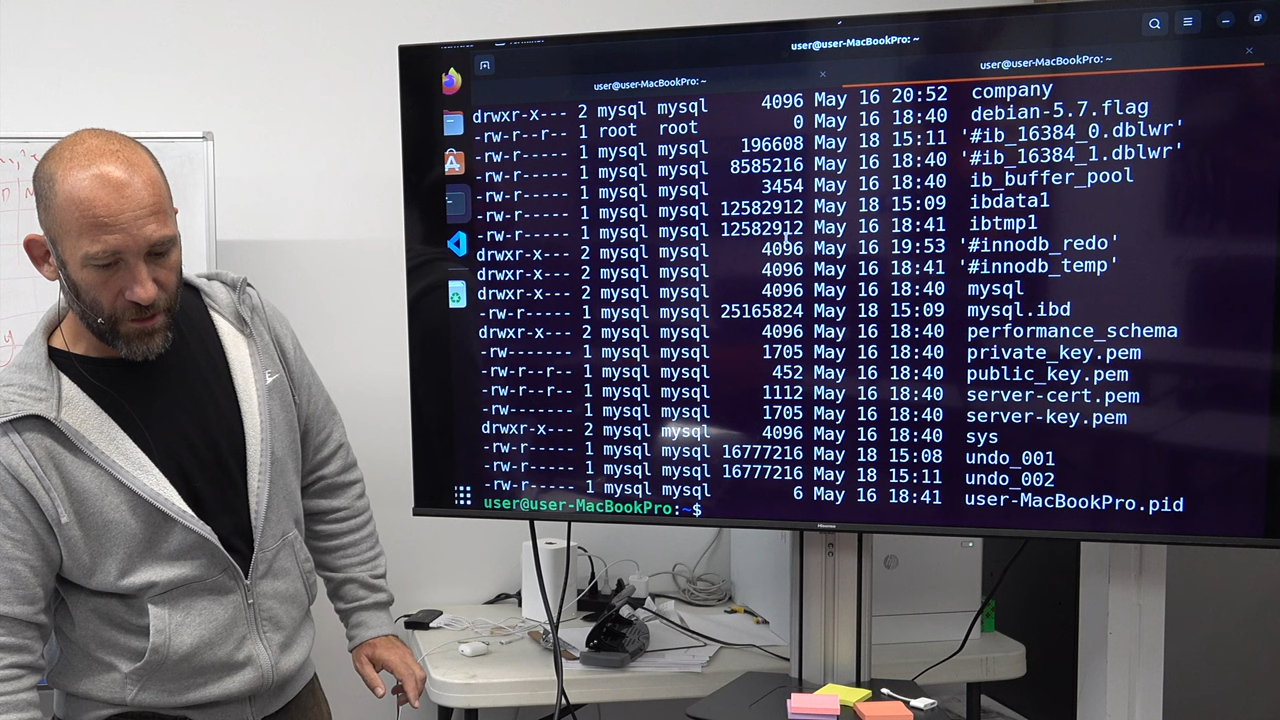 user@user-MacBookPro: ~
user@user-MacBookPro: ~
user@user-MacBookPro: ~
drwxr-x--- 2 mysql mysql 4096 May 16 20:52 company
-rw-r--r-- 1 root root 0 May 16 18:40 debian-5.7.flag
-rw-r----- 1 mysql mysql 196608 May 18 15:11 '#ib_16384_0.dblwr'
-rw-r----- 1 mysql mysql 8585216 May 16 18:40 '#ib_16384_1.dblwr'
-rw-r----- 1 mysql mysql 3454 May 16 18:40 ib_buffer_pool
-rw-r----- 1 mysql mysql 12582912 May 18 15:09 ibdata1
-rw-r----- 1 mysql mysql 12582912 May 16 18:41 ibtmp1
drwxr-x--- 2 mysql mysql 4096 May 16 19:53 '#innodb_redo'
drwxr-x--- 2 mysql mysql 4096 May 16 18:41 '#innodb_temp'
drwxr-x--- 2 mysql mysql 4096 May 16 18:40 mysql
-rw-r----- 1 mysql mysql 25165824 May 18 15:09 mysql.ibd
drwxr-x--- 2 mysql mysql 4096 May 16 18:40 performance_schema
-rw------- 1 mysql mysql 1705 May 16 18:40 private_key.pem
-rw-r--r-- 1 mysql mysql 452 May 16 18:40 public_key.pem
-rw-r--r-- 1 mysql mysql 1112 May 16 18:40 server-cert.pem
-rw------- 1 mysql mysql 1705 May 16 18:40 server-key.pem
drwxr-x--- 2 mysql mysql 4096 May 16 18:40 sys
-rw-r----- 1 mysql mysql 16777216 May 18 15:08 undo_001
-rw-r----- 1 mysql mysql 16777216 May 18 15:11 undo_002
-rw-r----- 1 mysql mysql 6 May 16 18:41 user-MacBookPro.pid
user@user-MacBookPro:~$
Hisense